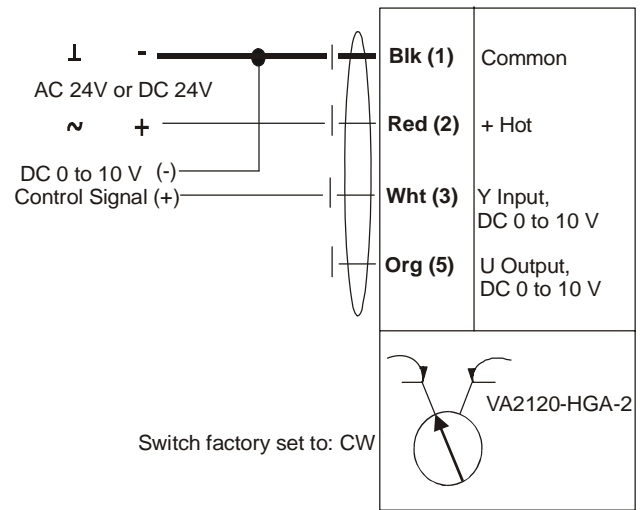 ⊥ -
Blk (1) Common
AC 24V or DC 24V
~ +
Red (2) + Hot
DC 0 to 10 V (-)
Control Signal (+)
Wht (3) Y Input,
DC 0 to 10 V
Org (5) U Output,
DC 0 to 10 V
VA2120-HGA-2
Switch factory set to: CW